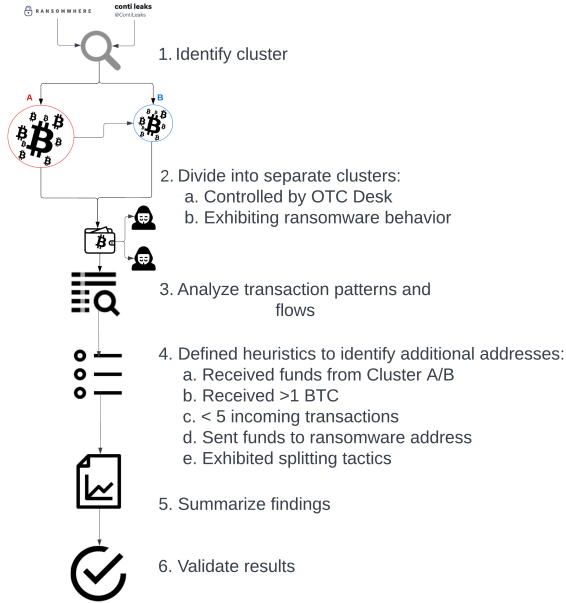 RANSOMWHERE
conti leaks
@ContiLeaks
1. Identify cluster
A
B
2. Divide into separate clusters:
a. Controlled by OTC Desk
b. Exhibiting ransomware behavior
3. Analyze transaction patterns and
flows
4. Defined heuristics to identify additional addresses:
a. Received funds from Cluster A/B
b. Received >1 BTC
c. < 5 incoming transactions
d. Sent funds to ransomware address
e. Exhibited splitting tactics
5. Summarize findings
6. Validate results